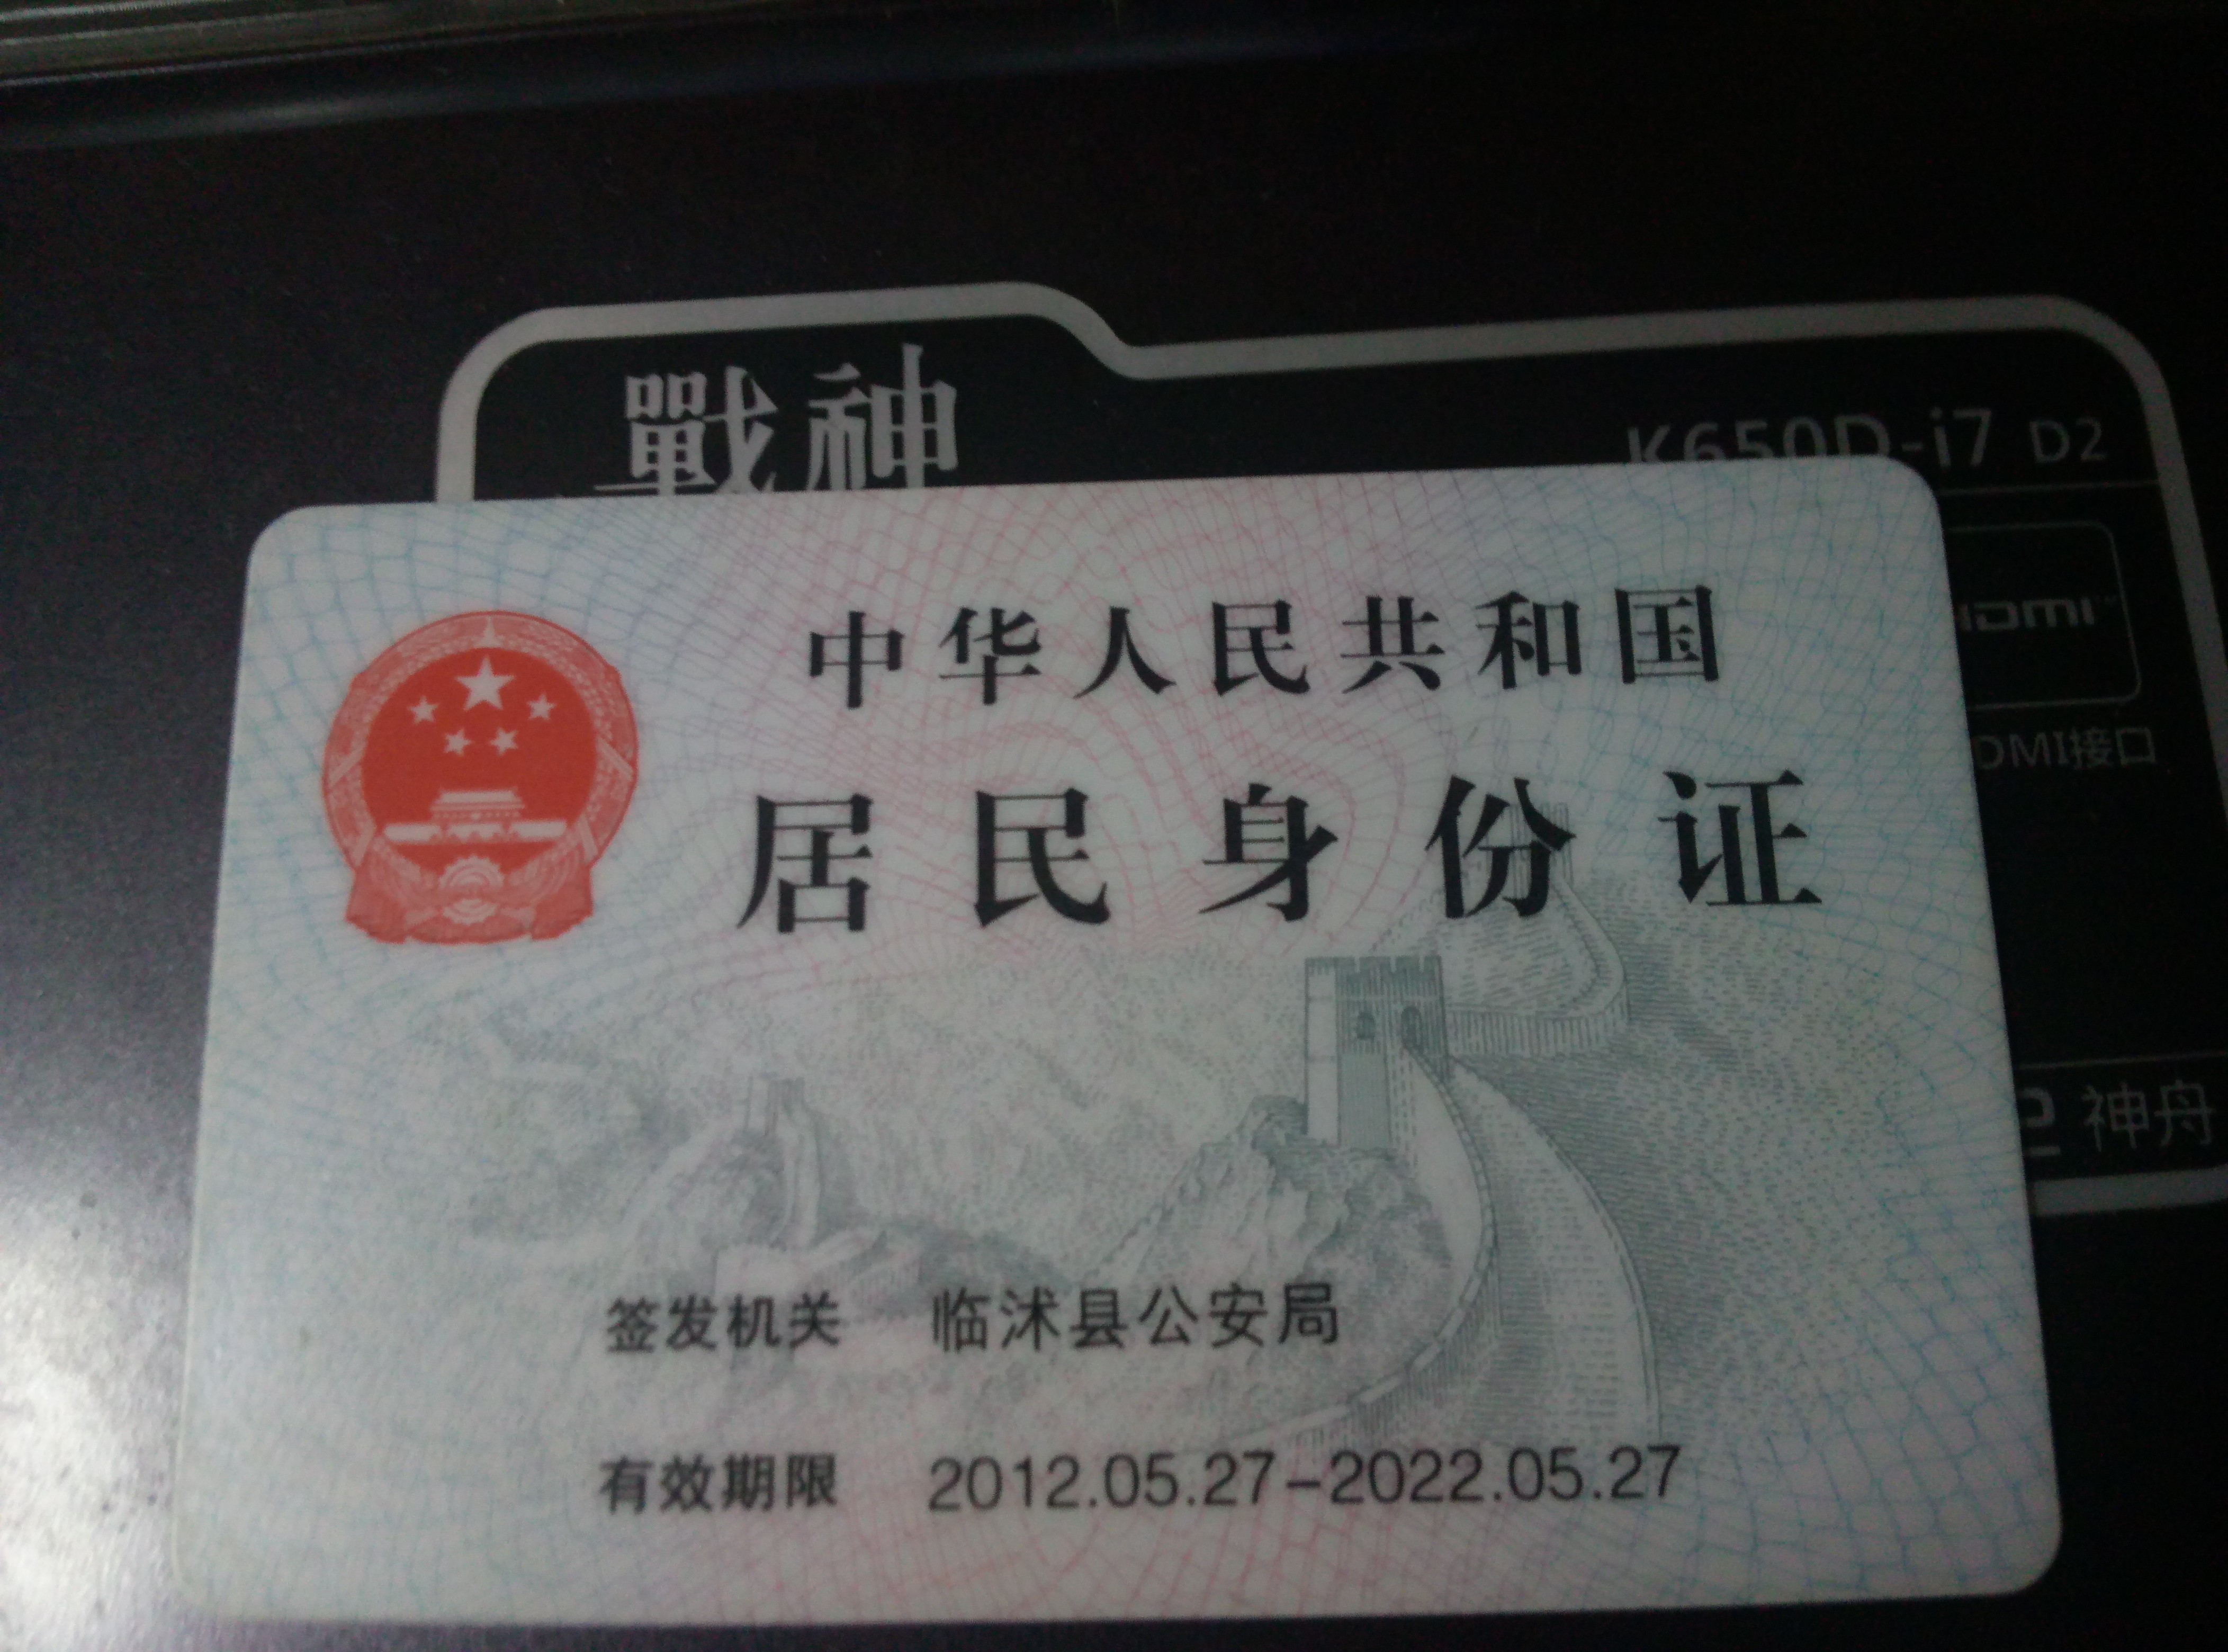 戰神
K650D-i7 D2
中华人民共和国
HDMI™
DMI接口
居民身份证
神舟
签发机关 临沭县公安局
有效期限 2012.05.27-2022.05.27